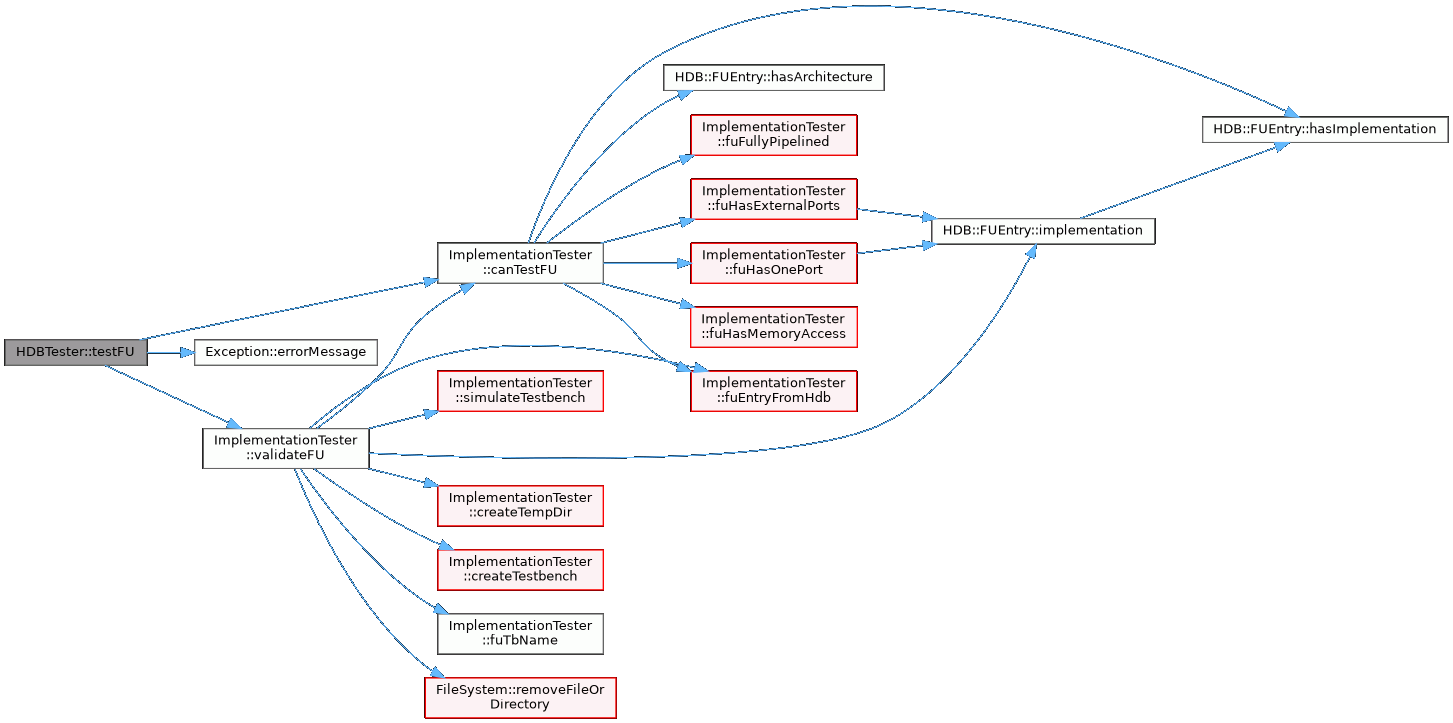 HDBTester::testFU
ImplementationTester
::canTestFU
Exception::errorMessage
ImplementationTester
::validateFU
HDB::FUEntry::hasArchitecture
ImplementationTester
::fuFullyPipelined
ImplementationTester
::fuHasExternalPorts
ImplementationTester
::fuHasOnePort
ImplementationTester
::fuHasMemoryAccess
ImplementationTester
::fuEntryFromHdb
HDB::FUEntry::hasImplementation
HDB::FUEntry::implementation
ImplementationTester
::simulateTestbench
ImplementationTester
::createTempDir
ImplementationTester
::createTestbench
ImplementationTester
::fuTbName
FileSystem::removeFileOr
Directory